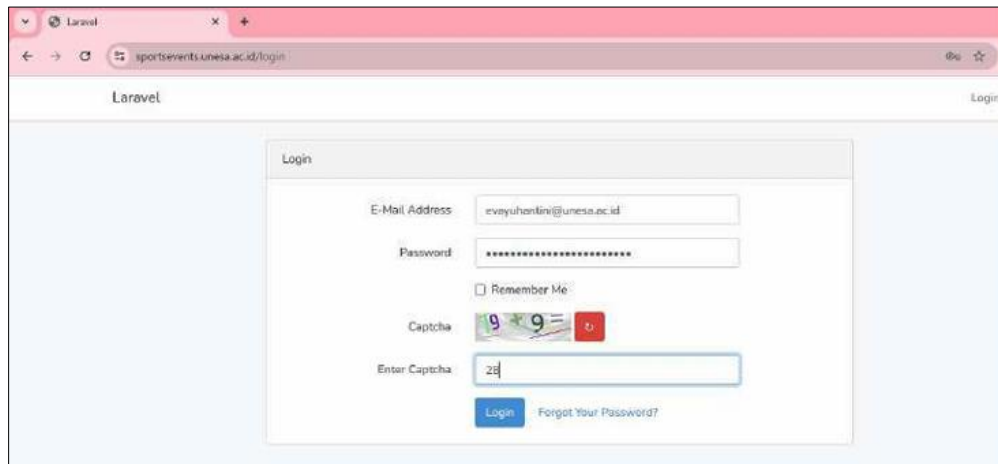 Laravel
sportsevents.unesa.ac.id/login
Laravel
Login
Login
E-Mail Address
evayuhantini@unesa.ac.id
Password
Remember Me
Captcha
19 + 9 =
Enter Captcha
28
Login
Forgot Your Password?